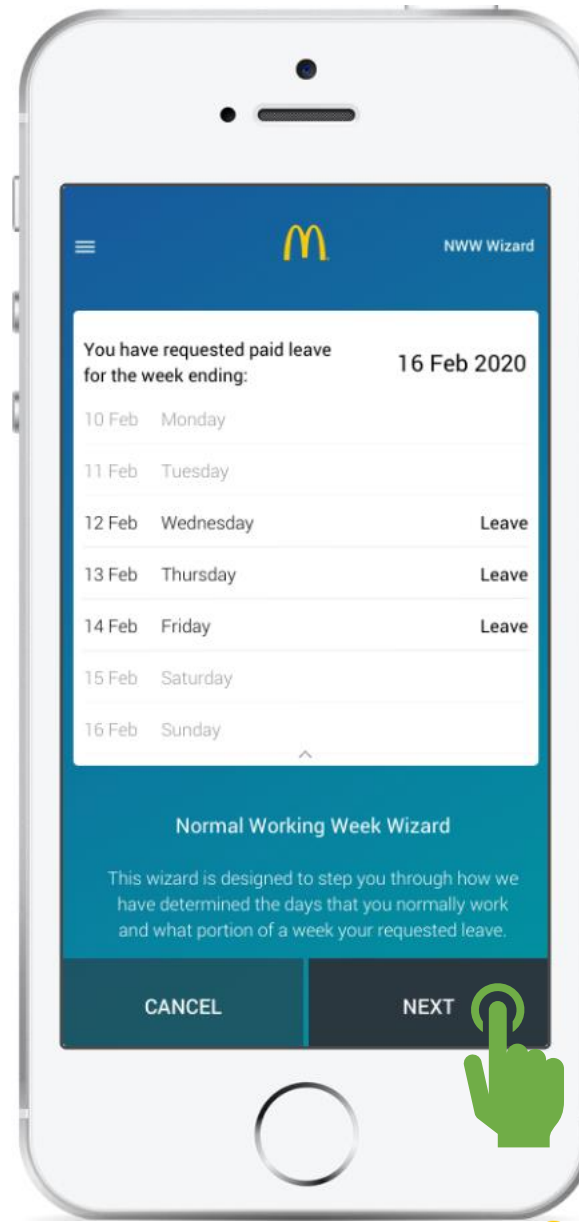 NWW Wizard
You have requested paid leave
for the week ending:
16 Feb 2020
10 Feb Monday
11 Feb Tuesday
12 Feb Wednesday Leave
13 Feb Thursday Leave
14 Feb Friday Leave
15 Feb Saturday
16 Feb Sunday
Normal Working Week Wizard
This wizard is designed to step you through how we
have determined the days that you normally work
and what portion of a week your requested leave.
CANCEL NEXT